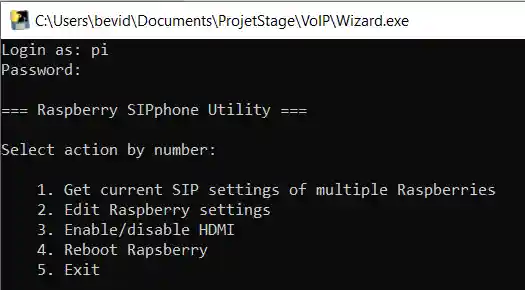 C:\Users\bevid\Documents\ProjetStage\VoIP\Wizard.exe
Login as: pi
Password:
=== Raspberry SIPphone Utility ===
Select action by number:
1. Get current SIP settings of multiple Raspberries
2. Edit Raspberry settings
3. Enable/disable HDMI
4. Reboot Rapsberry
5. Exit